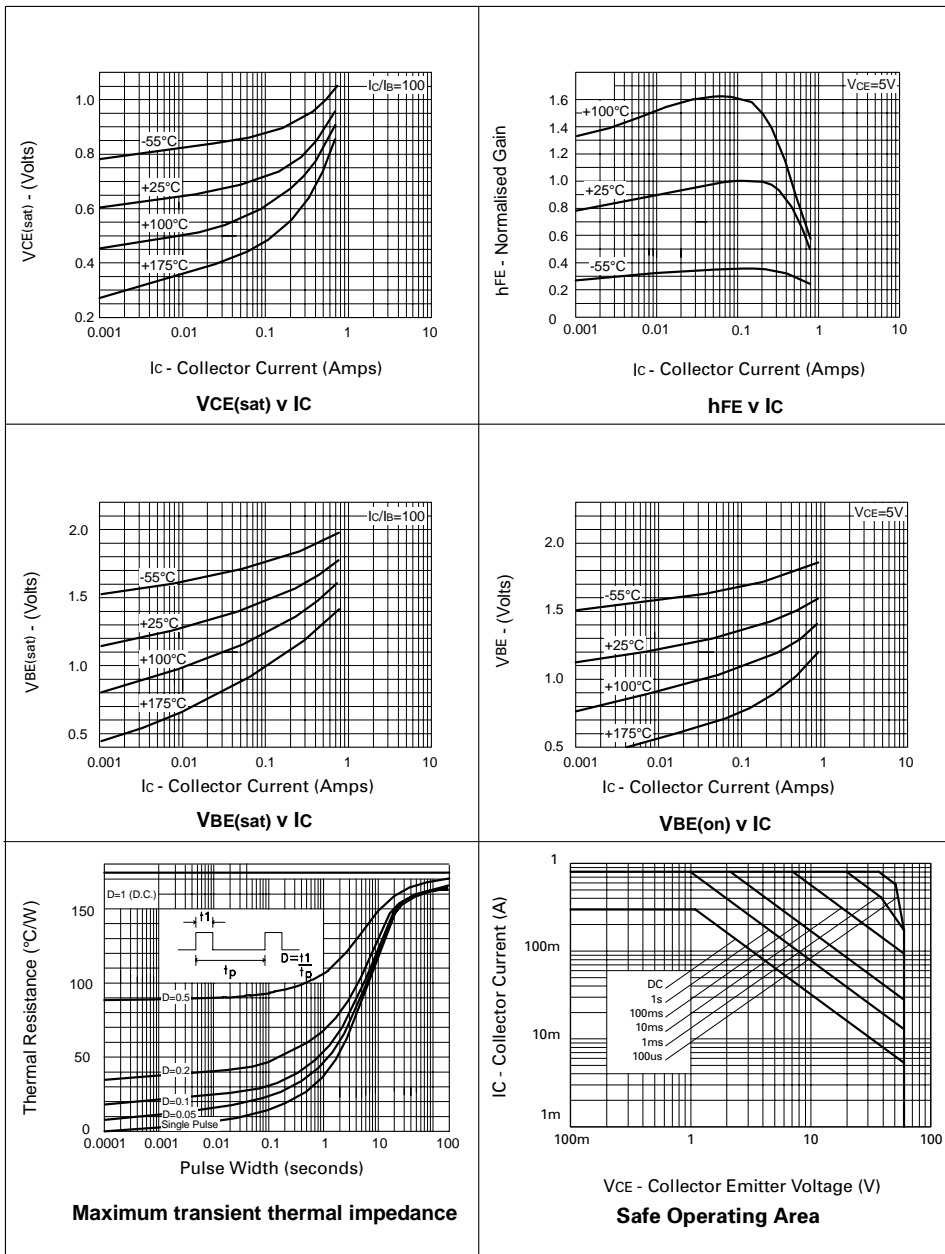 IC/IB=100
1.0
0.8
0.6
0.4
0.2
-55°C
+25°C
+100°C
+175°C
0.001
0.01
0.1
1
10
VCE(sat) - (Volts)
IC - Collector Current (Amps)
VCE(sat) v IC
VCE=5V
1.6
1.4
1.2
1.0
0.8
0.6
0.4
0.2
0
+100°C
+25°C
-55°C
0.001
0.01
0.1
1
10
hFE - Normalised Gain
IC - Collector Current (Amps)
hFE v IC
IC/IB=100
2.0
1.5
1.0
0.5
-55°C
+25°C
+100°C
+175°C
0.001
0.01
0.1
1
10
VBE(sat) - (Volts)
IC - Collector Current (Amps)
VBE(sat) v IC
VCE=5V
2.0
1.5
1.0
0.5
-55°C
+25°C
+100°C
+175°C
0.001
0.01
0.1
1
10
VBE - (Volts)
IC - Collector Current (Amps)
VBE(on) v IC
150
100
50
0
D=1 (D.C.)
t1
tp
D=t1/tp
D=0.5
D=0.2
D=0.1
D=0.05
Single Pulse
0.0001
0.001
0.01
0.1
1
10
100
Thermal Resistance (°C/W)
Pulse Width (seconds)
Maximum transient thermal impedance
1
100m
10m
1m
DC
1s
100ms
10ms
1ms
100us
100m
1
10
100
IC - Collector Current (A)
VCE - Collector Emitter Voltage (V)
Safe Operating Area